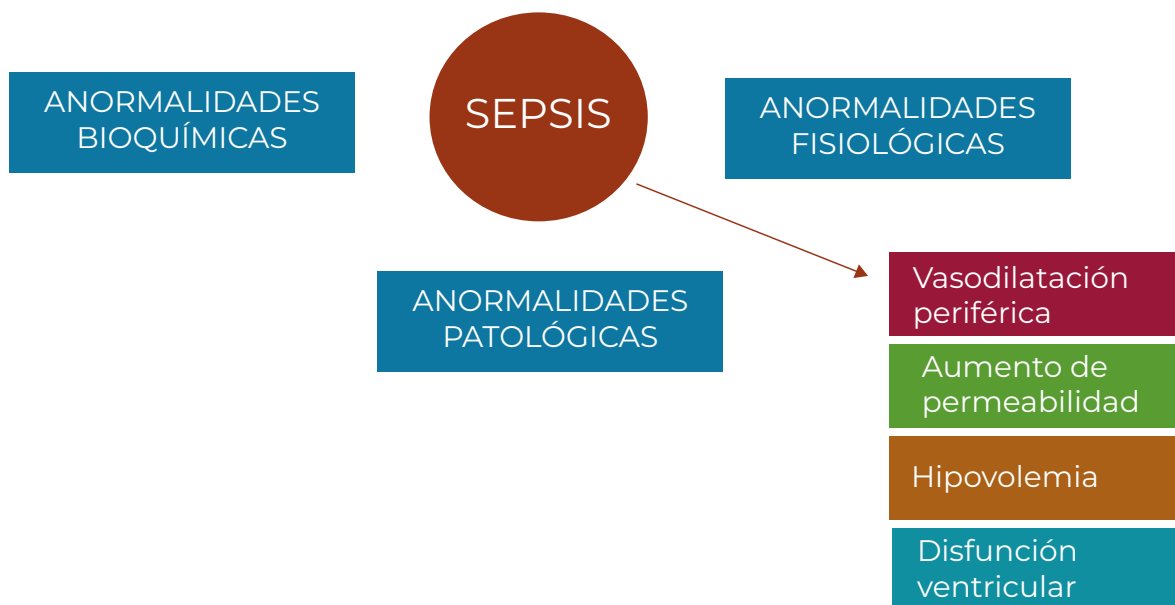 ANORMALIDADES
BIOQUÍMICAS
SEPSIS
ANORMALIDADES
FISIOLÓGICAS
ANORMALIDADES
PATOLÓGICAS
Vasodilatación
periférica
Aumento de
permeabilidad
Hipovolemia
Disfunción
ventricular